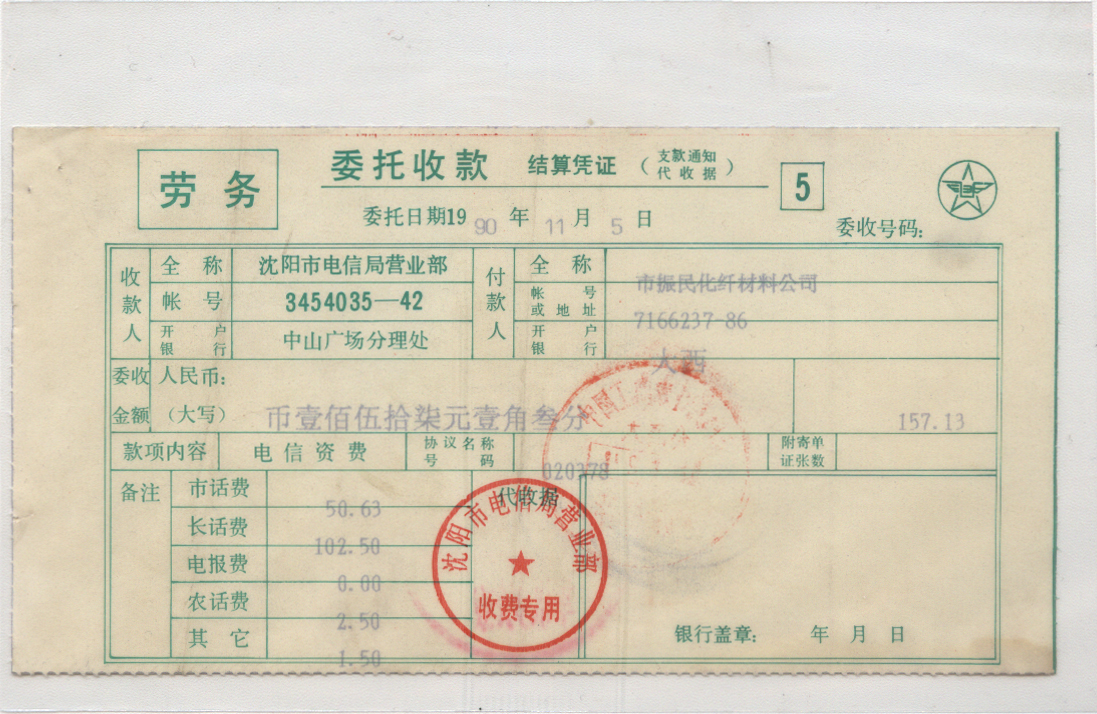 劳务
委托收款 结算凭证 (支款通知 代收据)
5
委托日期19 90 年 11 月 5 日
委收号码:
收款人
全称 沈阳市电信局营业部
帐号 3454035—42
开户银行 中山广场分理处
付款人
全称 市振民化纤材料公司
帐号或地址 7166237-86
开户银行 大西
委收金额 人民币:(大写) 币壹佰伍拾柒元壹角叁分 157.13
款项内容 电信资费 协议名称号码 020378 附寄单证张数
备注
市话费 50.63
长话费 102.50
电报费 0.00
农话费 2.50
其它 1.50
代收据
沈阳市电信局营业部
收费专用
中国工商
银行盖章: 年 月 日